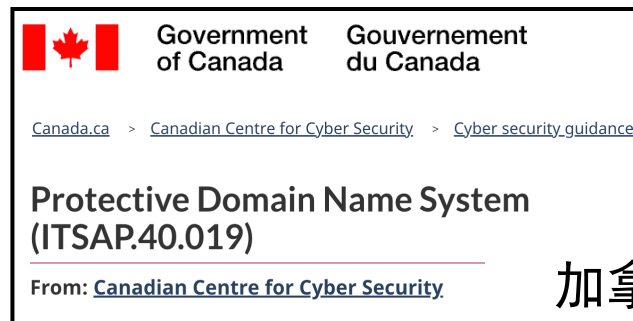 Government of Canada
Gouvernement du Canada
Canada.ca > Canadian Centre for Cyber Security > Cyber security guidance
Protective Domain Name System
(ITSAP.40.019)
From: Canadian Centre for Cyber Security
加拿